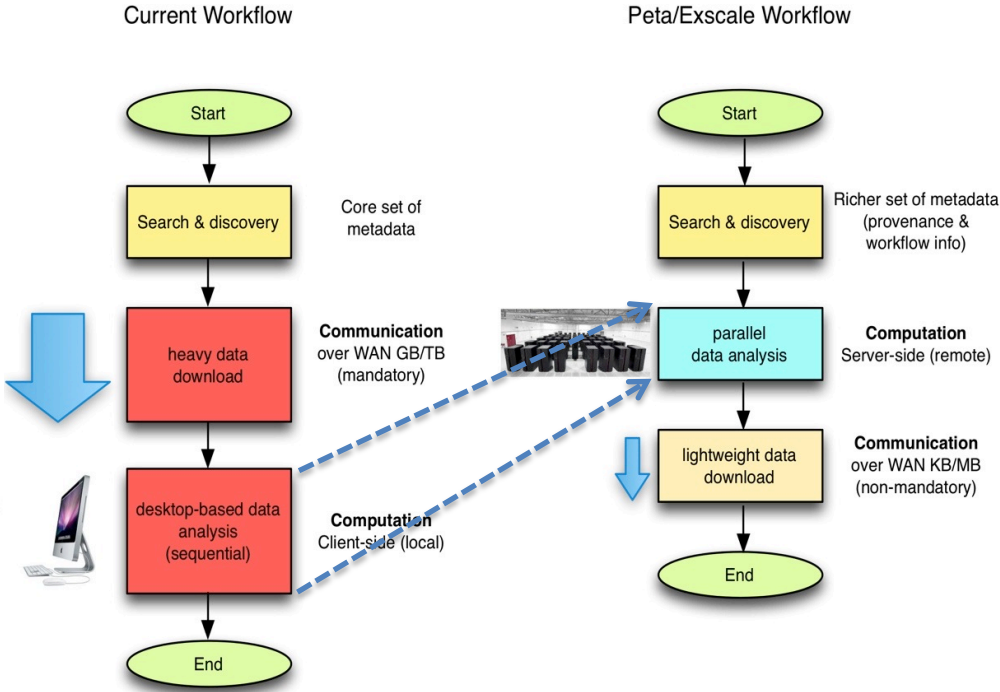 Current Workflow
Start
Search & discovery
Core set of
metadata
heavy data
download
Communication
over WAN GB/TB
(mandatory)
desktop-based data
analysis
(sequential)
Computation
Client-side (local)
End
Peta/Exscale Workflow
Start
Search & discovery
Richer set of metadata
(provenance &
workflow info)
parallel
data analysis
Computation
Server-side (remote)
lightweight data
download
Communication
over WAN KB/MB
(non-mandatory)
End